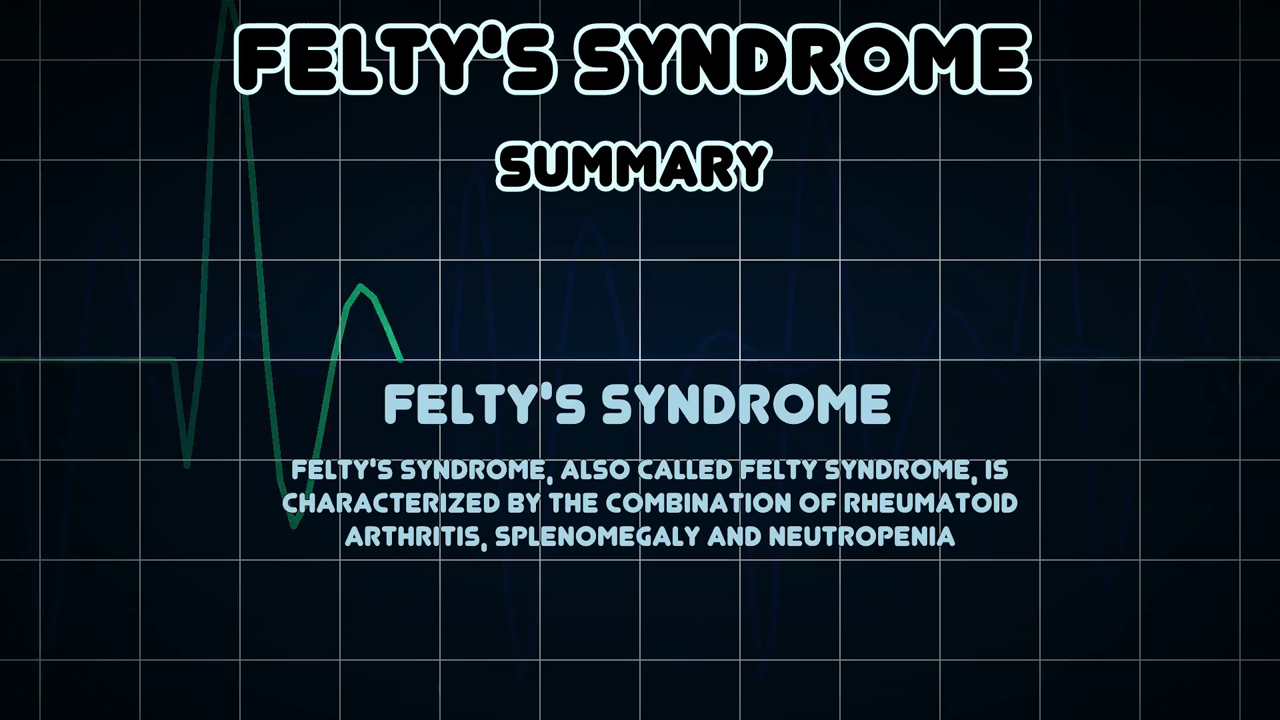 FELTY'S SYNDROME
SUMMARY
FELTY'S SYNDROME
FELTY'S SYNDROME, ALSO CALLED FELTY SYNDROME, IS
CHARACTERIZED BY THE COMBINATION OF RHEUMATOID
ARTHRITIS, SPLENOMEGALY AND NEUTROPENIA